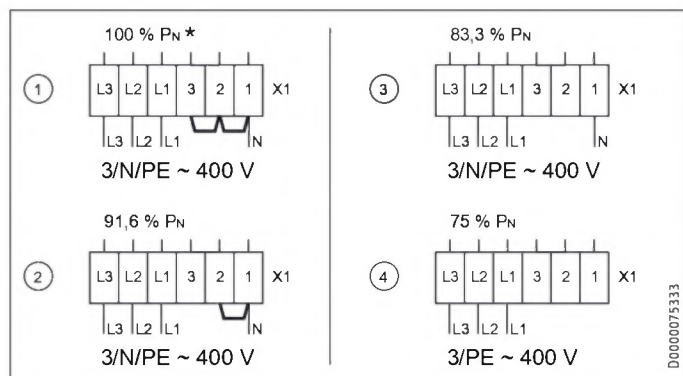 100 % PN *
1
L3 L2 L1 3 2 1 X1
L3 L2 L1 N
3/N/PE ~ 400 V
91,6 % PN
2
L3 L2 L1 3 2 1 X1
L3 L2 L1 N
3/N/PE ~ 400 V
83,3 % PN
3
L3 L2 L1 3 2 1 X1
L3 L2 L1 N
3/N/PE ~ 400 V
75 % PN
4
L3 L2 L1 3 2 1 X1
L3 L2 L1
3/PE ~ 400 V
D0000075333